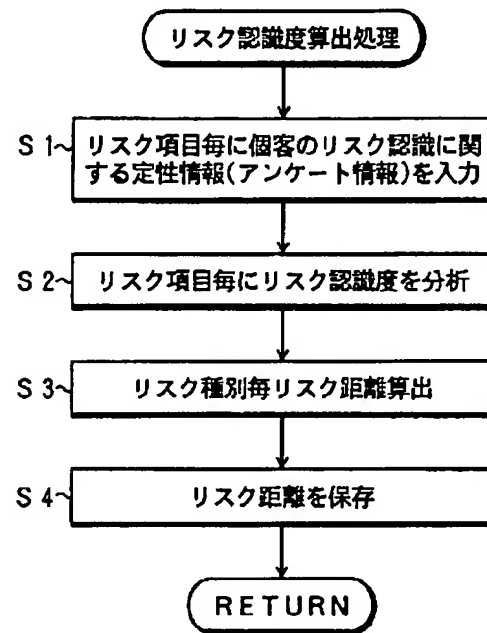 リスク認識度算出処理
S1~ リスク項目毎に個客のリスク認識に関
する定性情報(アンケート情報)を入力
S2~ リスク項目毎にリスク認識度を分析
S3~ リスク種別毎リスク距離算出
S4~ リスク距離を保存
RETURN